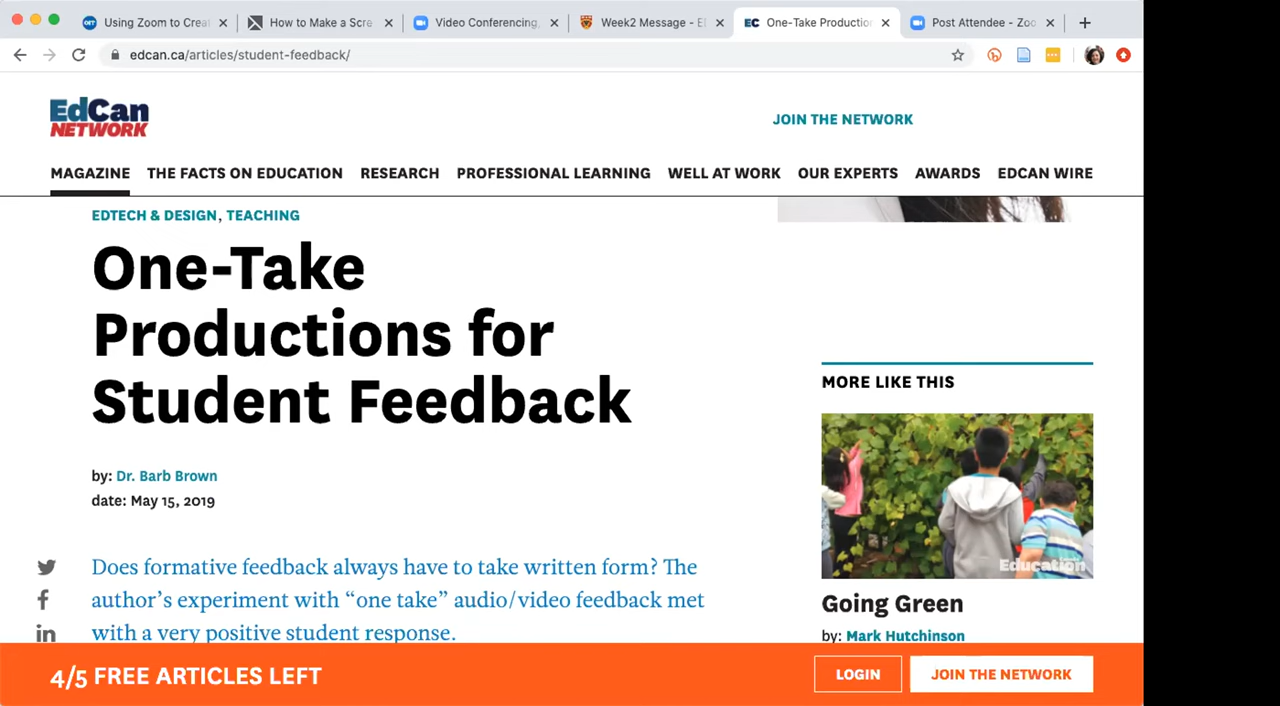 Using Zoom to Crea
How to Make a Scre
Video Conferencing,
Week2 Message - E
EC One-Take Production
Post Attendee - Zoo
edcan.ca/articles/student-feedback/
EdCan
NETWORK
JOIN THE NETWORK
MAGAZINE THE FACTS ON EDUCATION RESEARCH PROFESSIONAL LEARNING WELL AT WORK OUR EXPERTS AWARDS EDCAN WIRE
EDTECH & DESIGN, TEACHING
One-Take
Productions for
Student Feedback
by: Dr. Barb Brown
date: May 15, 2019
Does formative feedback always have to take written form? The
author's experiment with “one take” audio/video feedback met
with a very positive student response.
MORE LIKE THIS
Education
Going Green
by: Mark Hutchinson
4/5 FREE ARTICLES LEFT
LOGIN
JOIN THE NETWORK